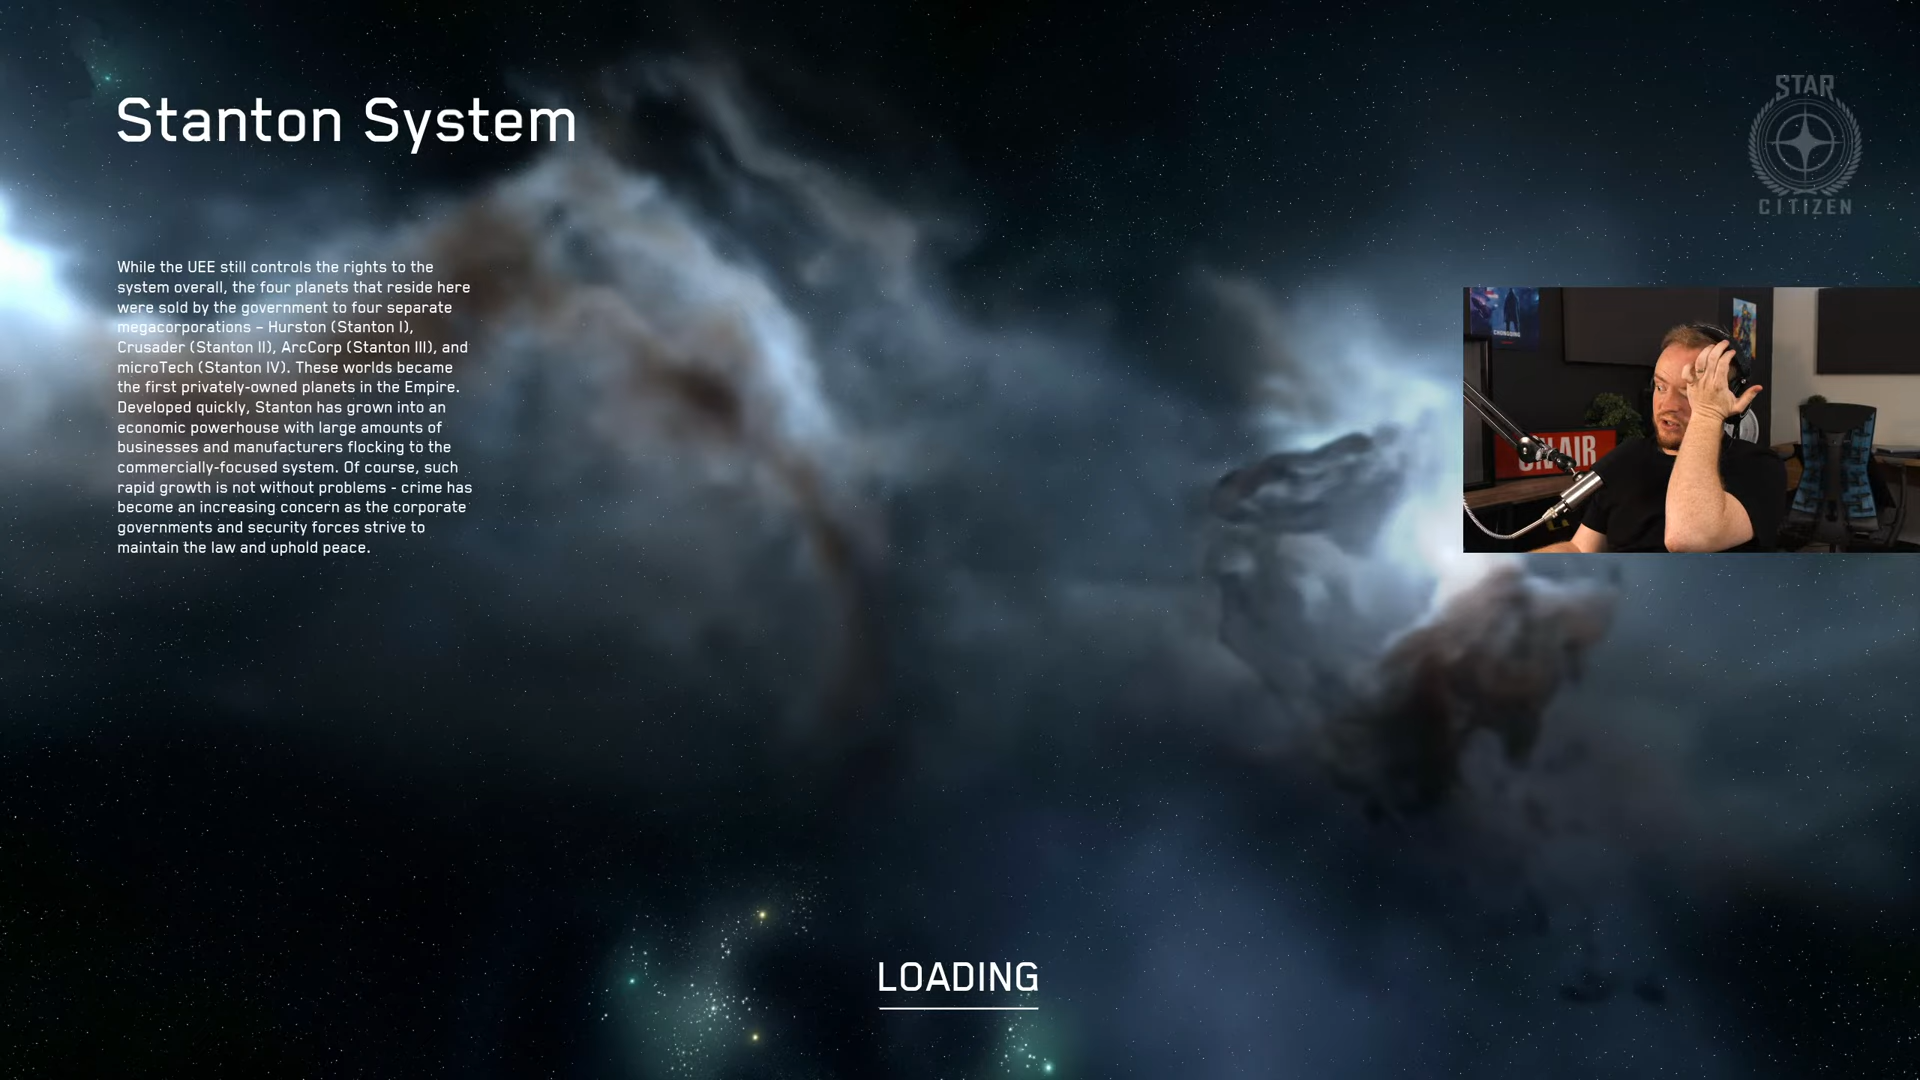 Stanton System
STAR
CITIZEN
While the UEE still controls the rights to the
system overall, the four planets that reside here
were sold by the government to four separate
megacorporations – Hurston (Stanton I),
Crusader (Stanton II), ArcCorp (Stanton III), and
microTech (Stanton IV). These worlds became
the first privately-owned planets in the Empire.
Developed quickly, Stanton has grown into an
economic powerhouse with large amounts of
businesses and manufacturers flocking to the
commercially-focused system. Of course, such
rapid growth is not without problems - crime has
become an increasing concern as the corporate
governments and security forces strive to
maintain the law and uphold peace.
ON AIR
LOADING